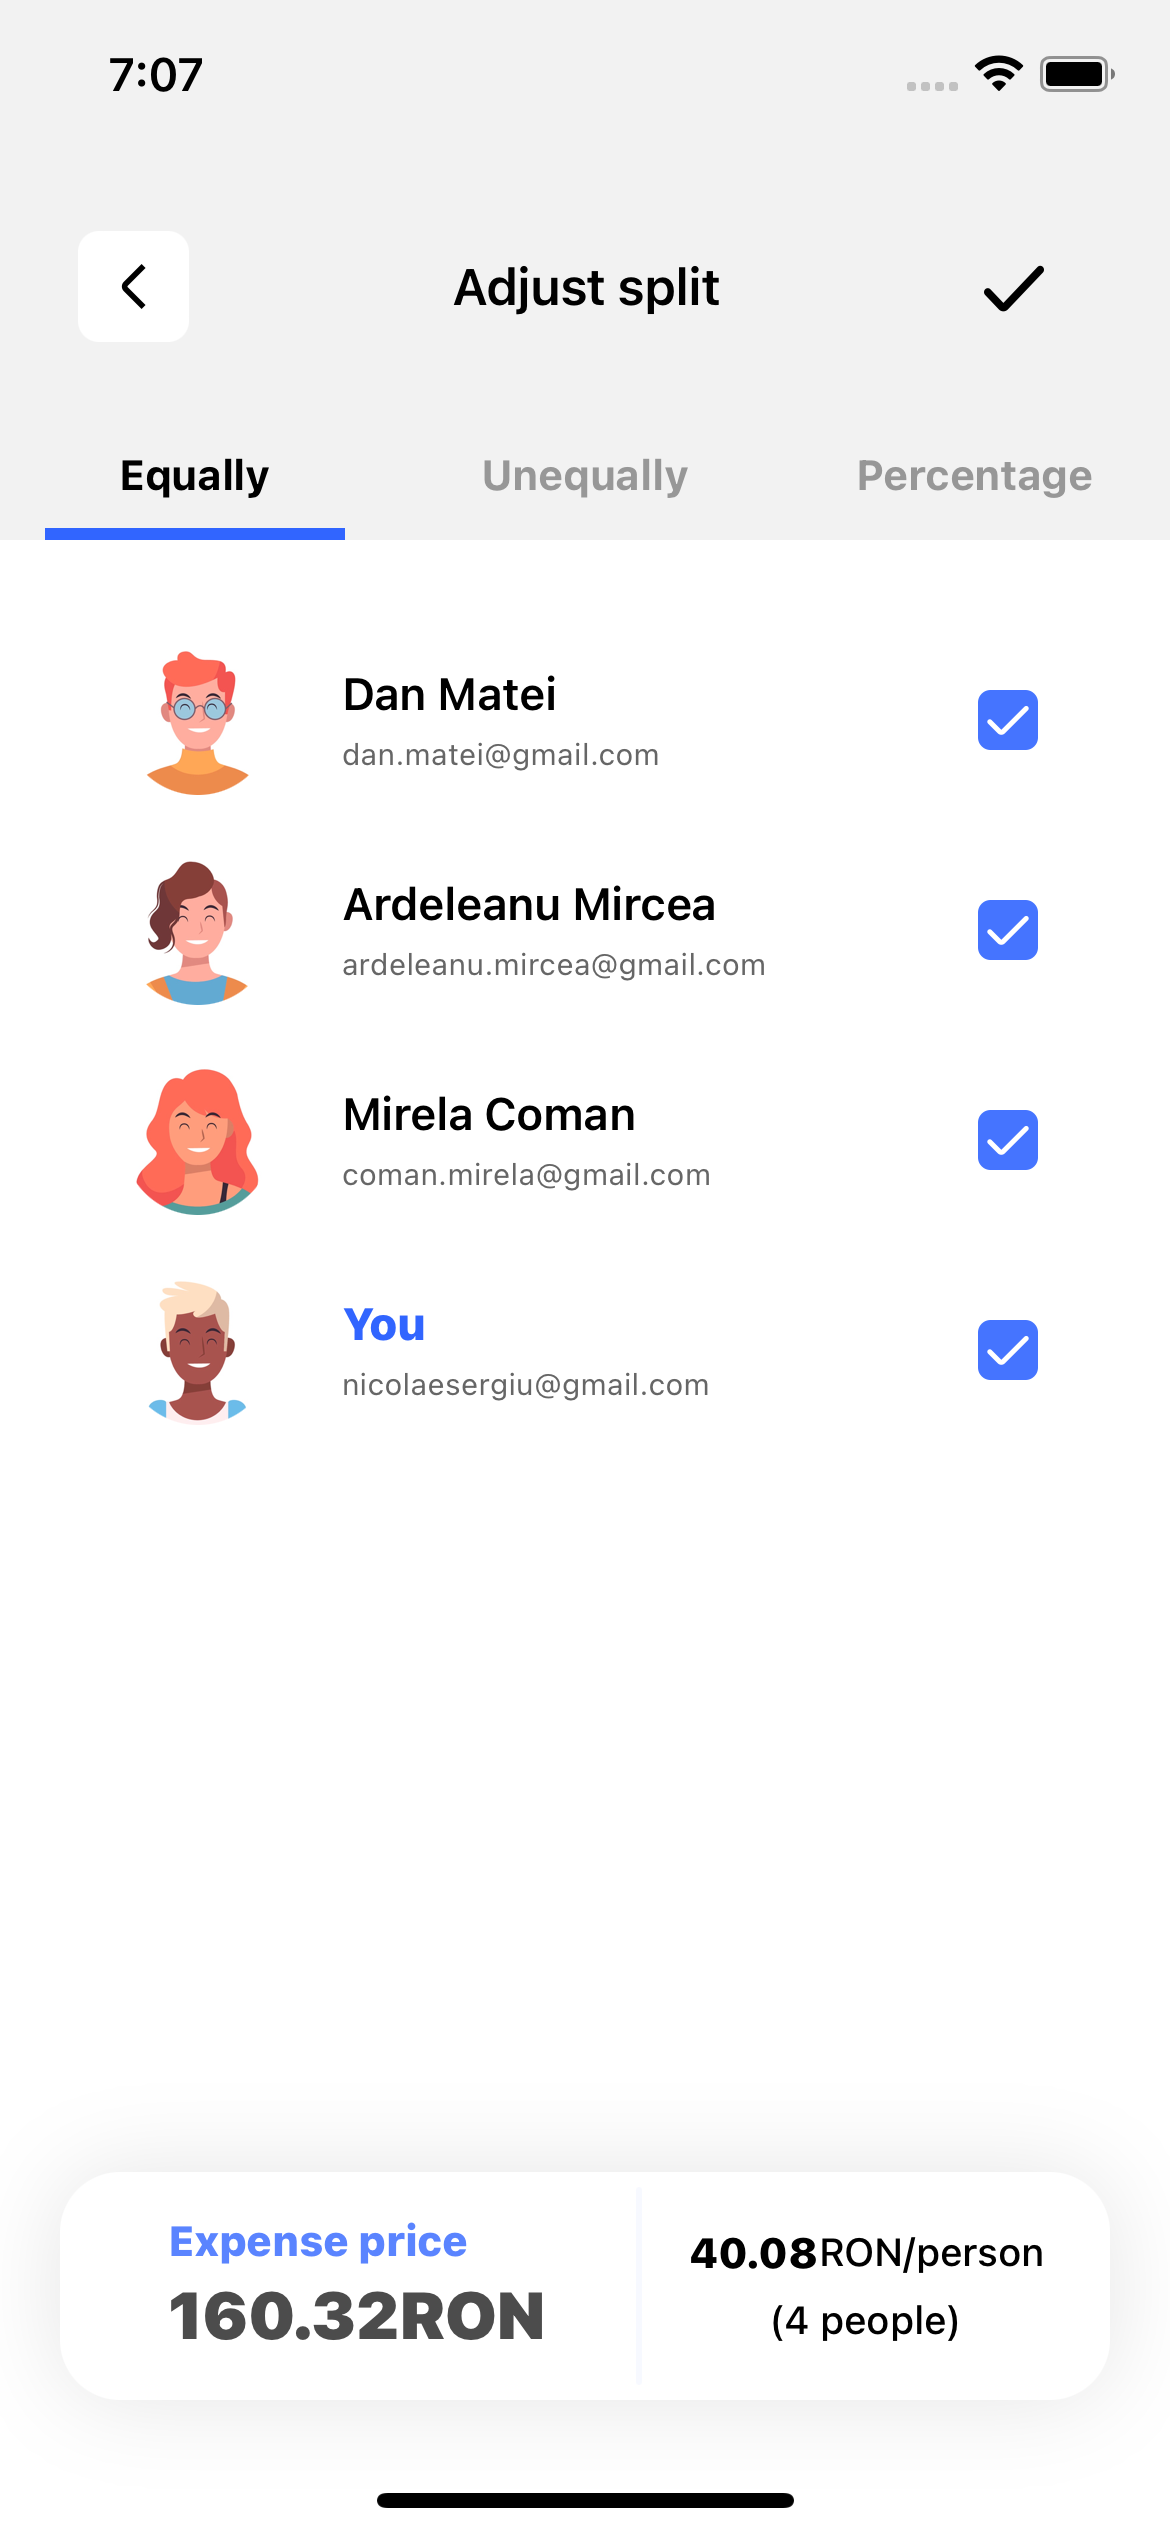 7:07
Adjust split
Equally Unequally Percentage
Dan Matei
dan.matei@gmail.com
Ardeleanu Mircea
ardeleanu.mircea@gmail.com
Mirela Coman
coman.mirela@gmail.com
You
nicolaesergiu@gmail.com
Expense price
160.32RON
40.08RON/person
(4 people)